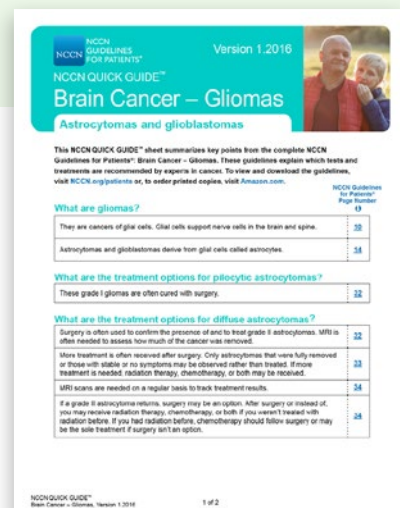 NCCN
NCCN
GUIDELINES
FOR PATIENTS®
Version 1.2016
NCCN QUICK GUIDE™
Brain Cancer – Gliomas
Astrocytomas and glioblastomas
This NCCN QUICK GUIDE™ sheet summarizes key points from the complete NCCN
Guidelines for Patients®: Brain Cancer – Gliomas. These guidelines explain which tests and
treatments are recommended by experts in cancer. To view and download the guidelines,
visit NCCN.org/patients or, to order printed copies, visit Amazon.com.
NCCN Guidelines
for Patients®
Page Number
What are gliomas?
They are cancers of glial cells. Glial cells support nerve cells in the brain and spine. 10
Astrocytomas and glioblastomas derive from glial cells called astrocytes. 14
What are the treatment options for pilocytic astrocytomas?
These grade I gliomas are often cured with surgery. 32
What are the treatment options for diffuse astrocytomas?
Surgery is often used to confirm the presence of and to treat grade II astrocytomas. MRI is
often needed to assess how much of the cancer was removed. 32
More treatment is often received after surgery. Only astrocytomas that were fully removed
or those with stable or no symptoms may be observed rather than treated. If more
treatment is needed, radiation therapy, chemotherapy, or both may be received. 33
MRI scans are needed on a regular basis to track treatment results. 34
If a grade II astrocytoma returns, surgery may be an option. After surgery or instead of,
you may receive radiation therapy, chemotherapy, or both if you weren't treated with
radiation before. If you had radiation before, chemotherapy should follow surgery or may
be the sole treatment if surgery isn't an option. 34
NCCN QUICK GUIDE™
Brain Cancer – Gliomas, Version 1.2016
1 of 2